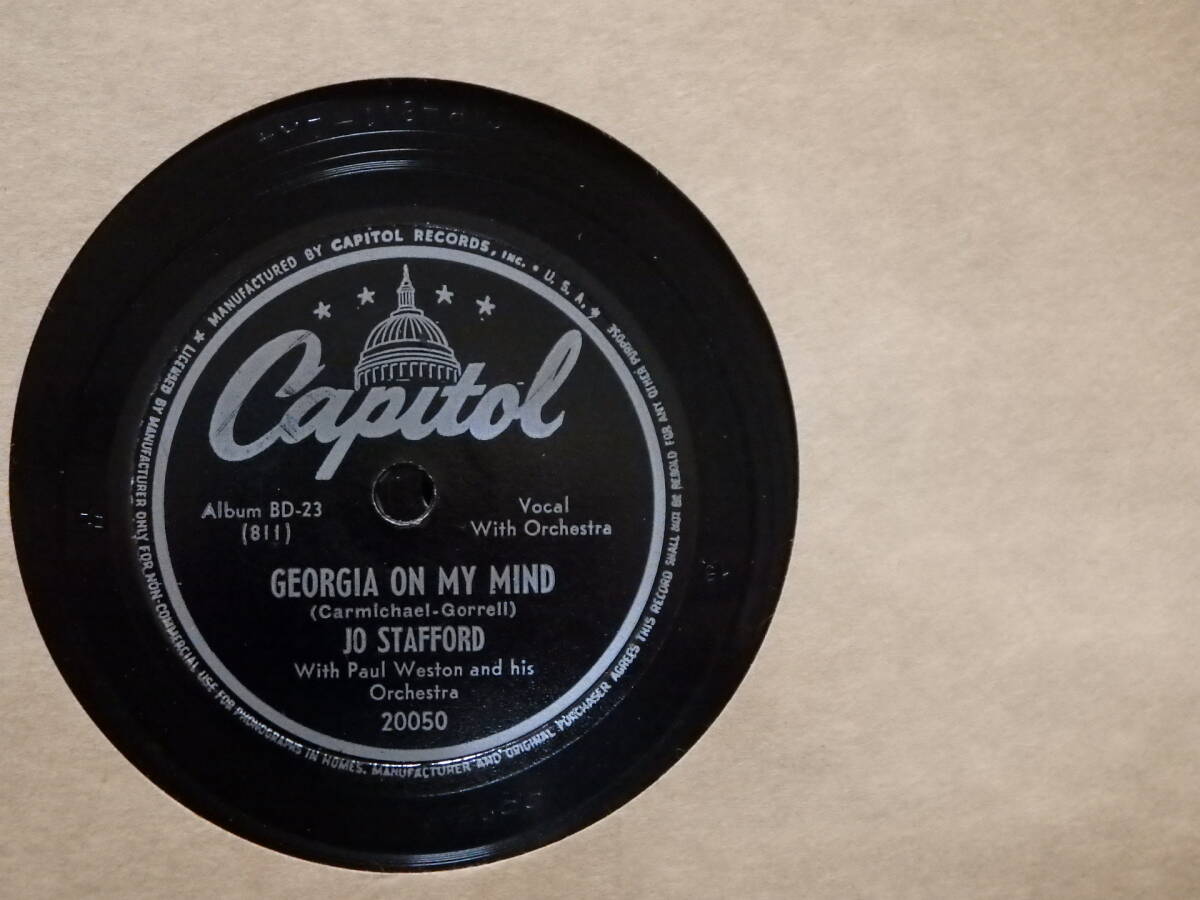 ★ MANUFACTURED BY CAPITOL RECORDS, INC. • U. S. A. ★
Capitol
Album BD-23
(811)
Vocal
With Orchestra
GEORGIA ON MY MIND
(Carmichael-Gorrell)
JO STAFFORD
With Paul Weston and his
Orchestra
20050
LICENSED BY MANUFACTURER ONLY FOR NON-COMMERCIAL USE FOR PHONOGRAPHS IN HOMES. MANUFACTURER AND ORIGINAL PURCHASER AGREES THIS RECORD SHALL NOT BE RESOLD FOR ANY OTHER PURPOSE